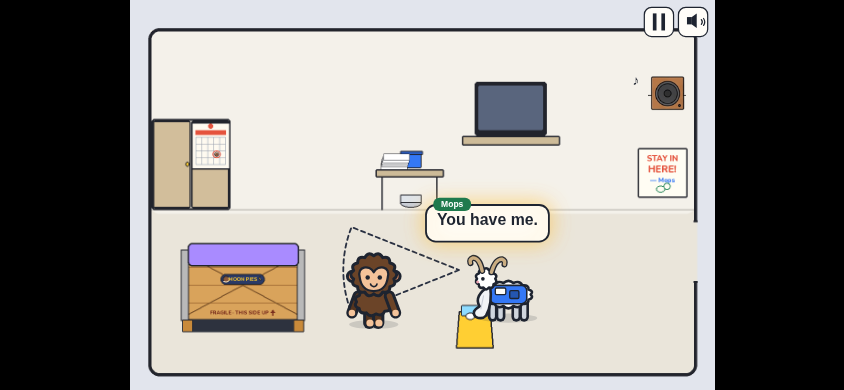 STAY IN
HERE!
— Mops
Mops
You have me.
MOON PIES
FRAGILE · THIS SIDE UP